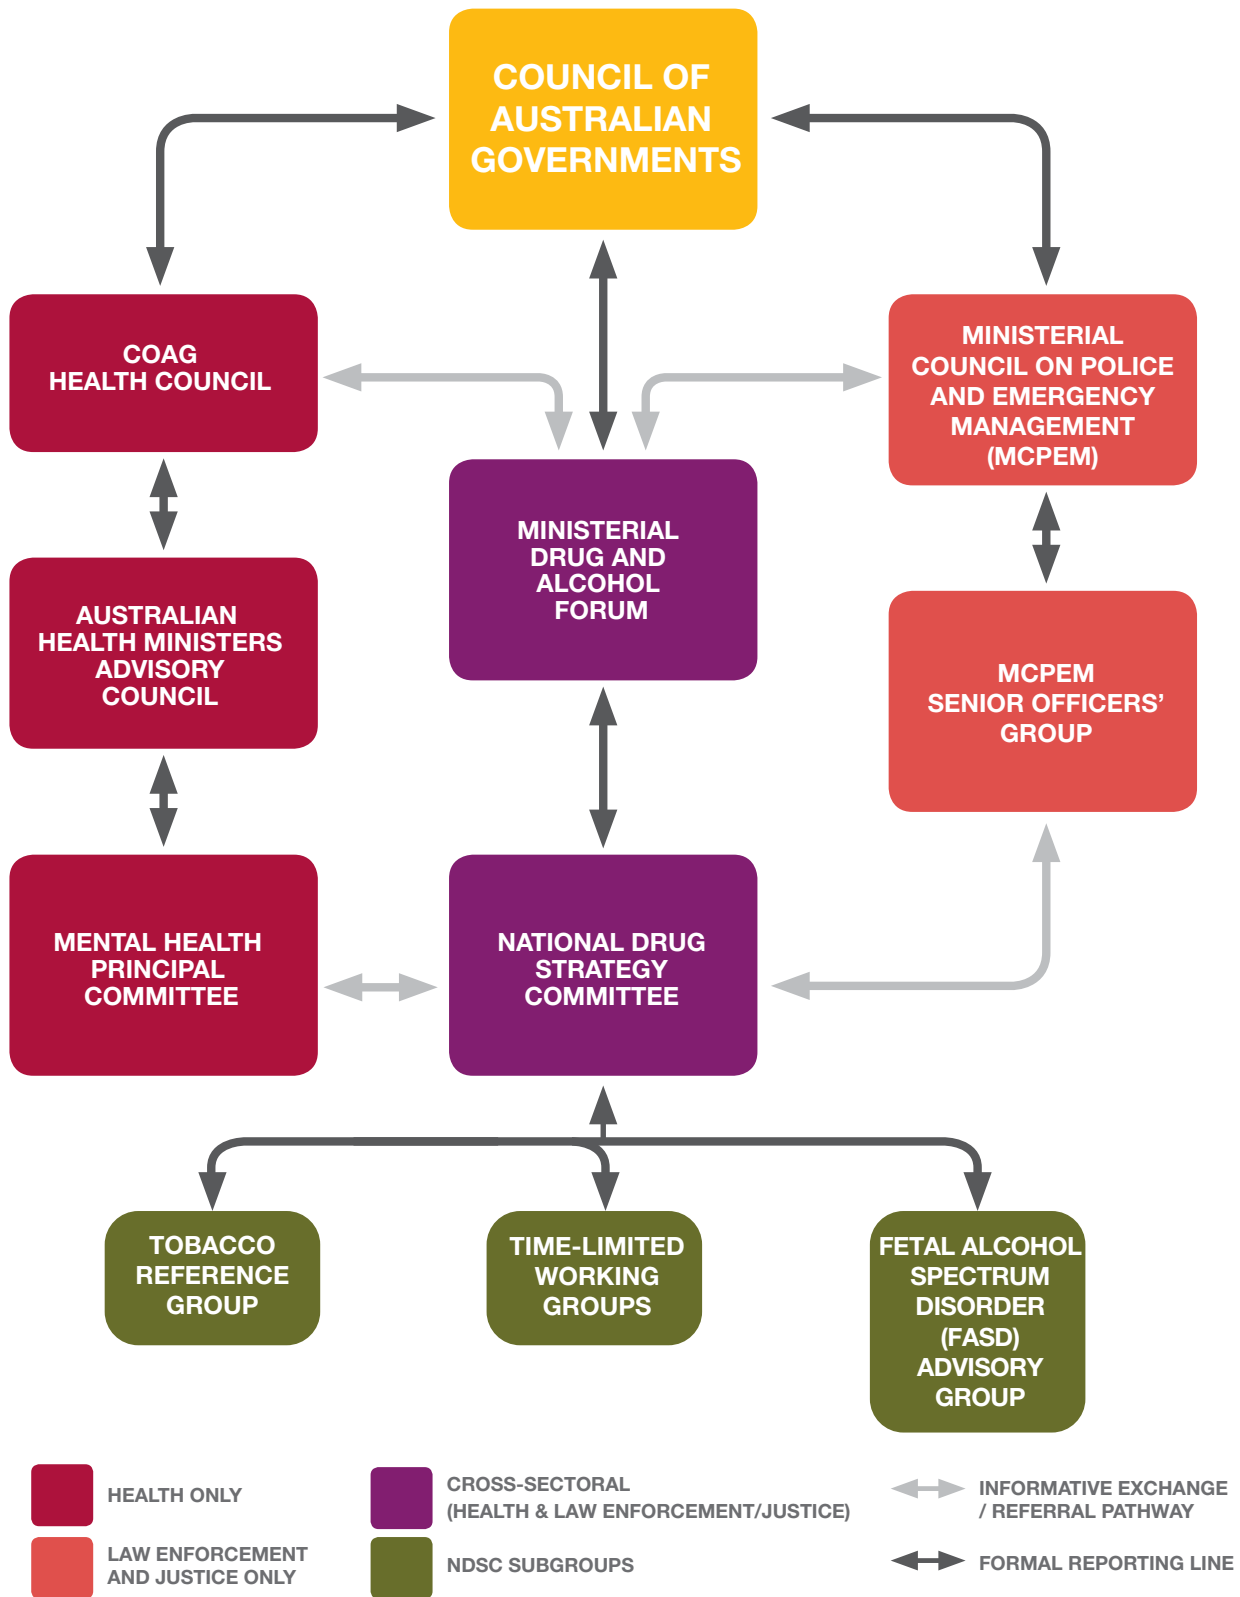 COUNCIL OF
AUSTRALIAN
GOVERNMENTS
COAG
HEALTH COUNCIL
MINISTERIAL
COUNCIL ON POLICE
AND EMERGENCY
MANAGEMENT
(MCPEM)
MINISTERIAL
DRUG AND
ALCOHOL
FORUM
AUSTRALIAN
HEALTH MINISTERS
ADVISORY
COUNCIL
MCPEM
SENIOR OFFICERS’
GROUP
MENTAL HEALTH
PRINCIPAL
COMMITTEE
NATIONAL DRUG
STRATEGY
COMMITTEE
TOBACCO
REFERENCE
GROUP
TIME-LIMITED
WORKING
GROUPS
FETAL ALCOHOL
SPECTRUM
DISORDER
(FASD)
ADVISORY
GROUP
HEALTH ONLY
LAW ENFORCEMENT
AND JUSTICE ONLY
CROSS-SECTORAL
(HEALTH & LAW ENFORCEMENT/JUSTICE)
NDSC SUBGROUPS
INFORMATIVE EXCHANGE
/ REFERRAL PATHWAY
FORMAL REPORTING LINE